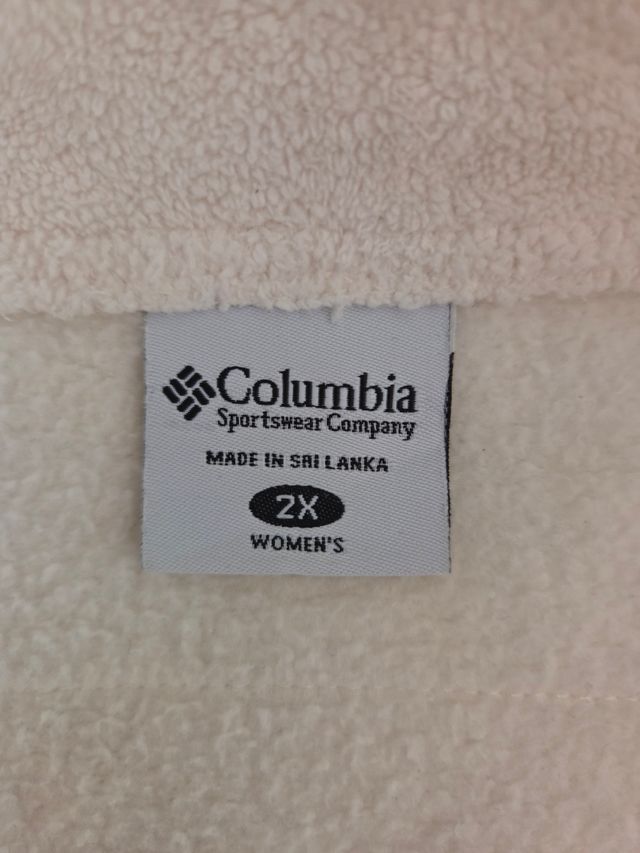 Columbia
Sportswear Company
MADE IN SRI LANKA
2X
WOMEN'S